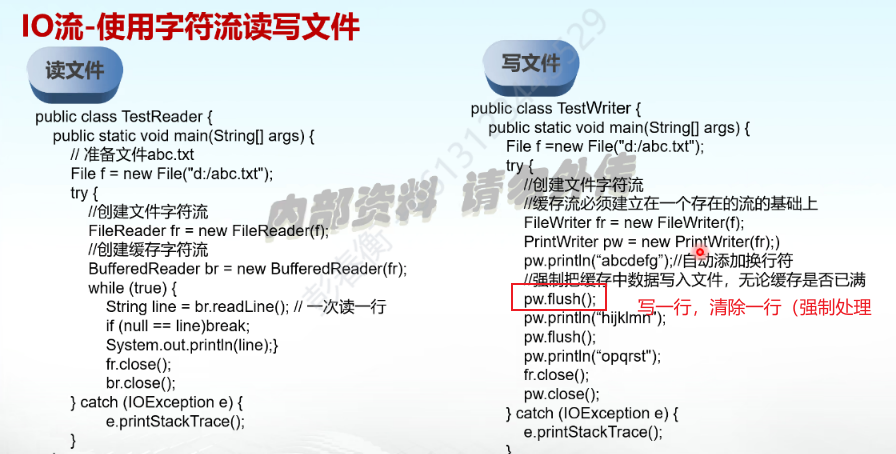 IO流-使用字符流读写文件
读文件
public class TestReader {
public static void main(String[] args) {
// 准备文件abc.txt
File f = new File("d:/abc.txt");
try {
//创建文件字符流
FileReader fr = new FileReader(f);
//创建缓存字符流
BufferedReader br = new BufferedReader(fr);
while (true) {
String line = br.readLine(); // 一次读一行
if (null == line)break;
System.out.println(line);}
fr.close();
br.close();
} catch (IOException e) {
e.printStackTrace();
}
写文件
public class TestWriter {
public static void main(String[] args) {
File f =new File("d:/abc.txt");
try {
//创建文件字符流
//缓存流必须建立在一个存在的流的基础上
FileWriter fr = new FileWriter(f);
PrintWriter pw = new PrintWriter(fr;)
pw.println(“abcdefg”);//自动添加换行符
//强制把缓存中数据写入文件，无论缓存是否已满
pw.flush();
写一行，清除一行（强制处理
pw.println(“hijklmn”);
pw.flush();
pw.println(“opqrst”);
fr.close();
pw.close();
} catch (IOException e) {
e.printStackTrace();
}
内部资料 请勿外传
彭春衡